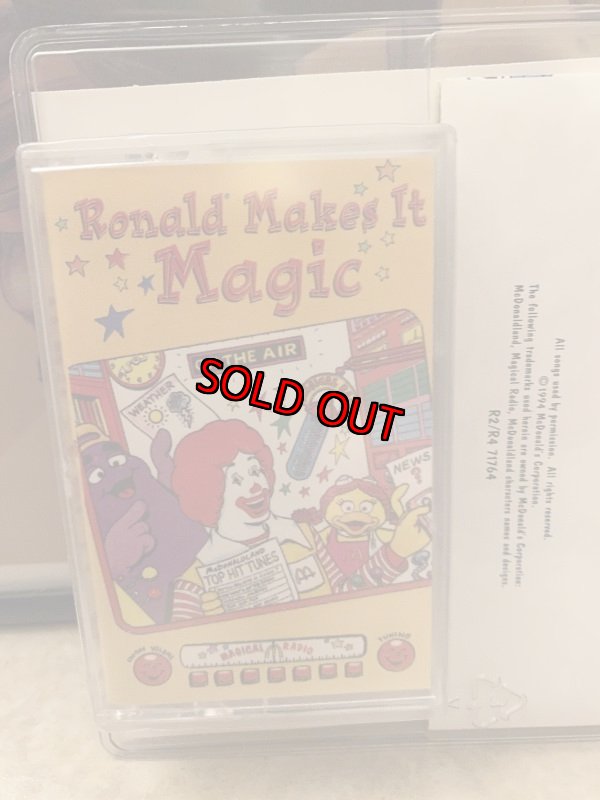 Ronald® Makes It
Magic
THE AIR
SOLD OUT
WEATHER
NEWS
?
McDONALDLAND
TOP HIT TUNES
MAGICAL RADIO
TUNING
All songs used by permission. All rights reserved.
©1994 McDonald's Corporation.
The following trademarks used herein are owned by McDonald's Corporation:
McDonaldland, Magical Radio, McDonaldland characters names and designs.
R2/R4 71764